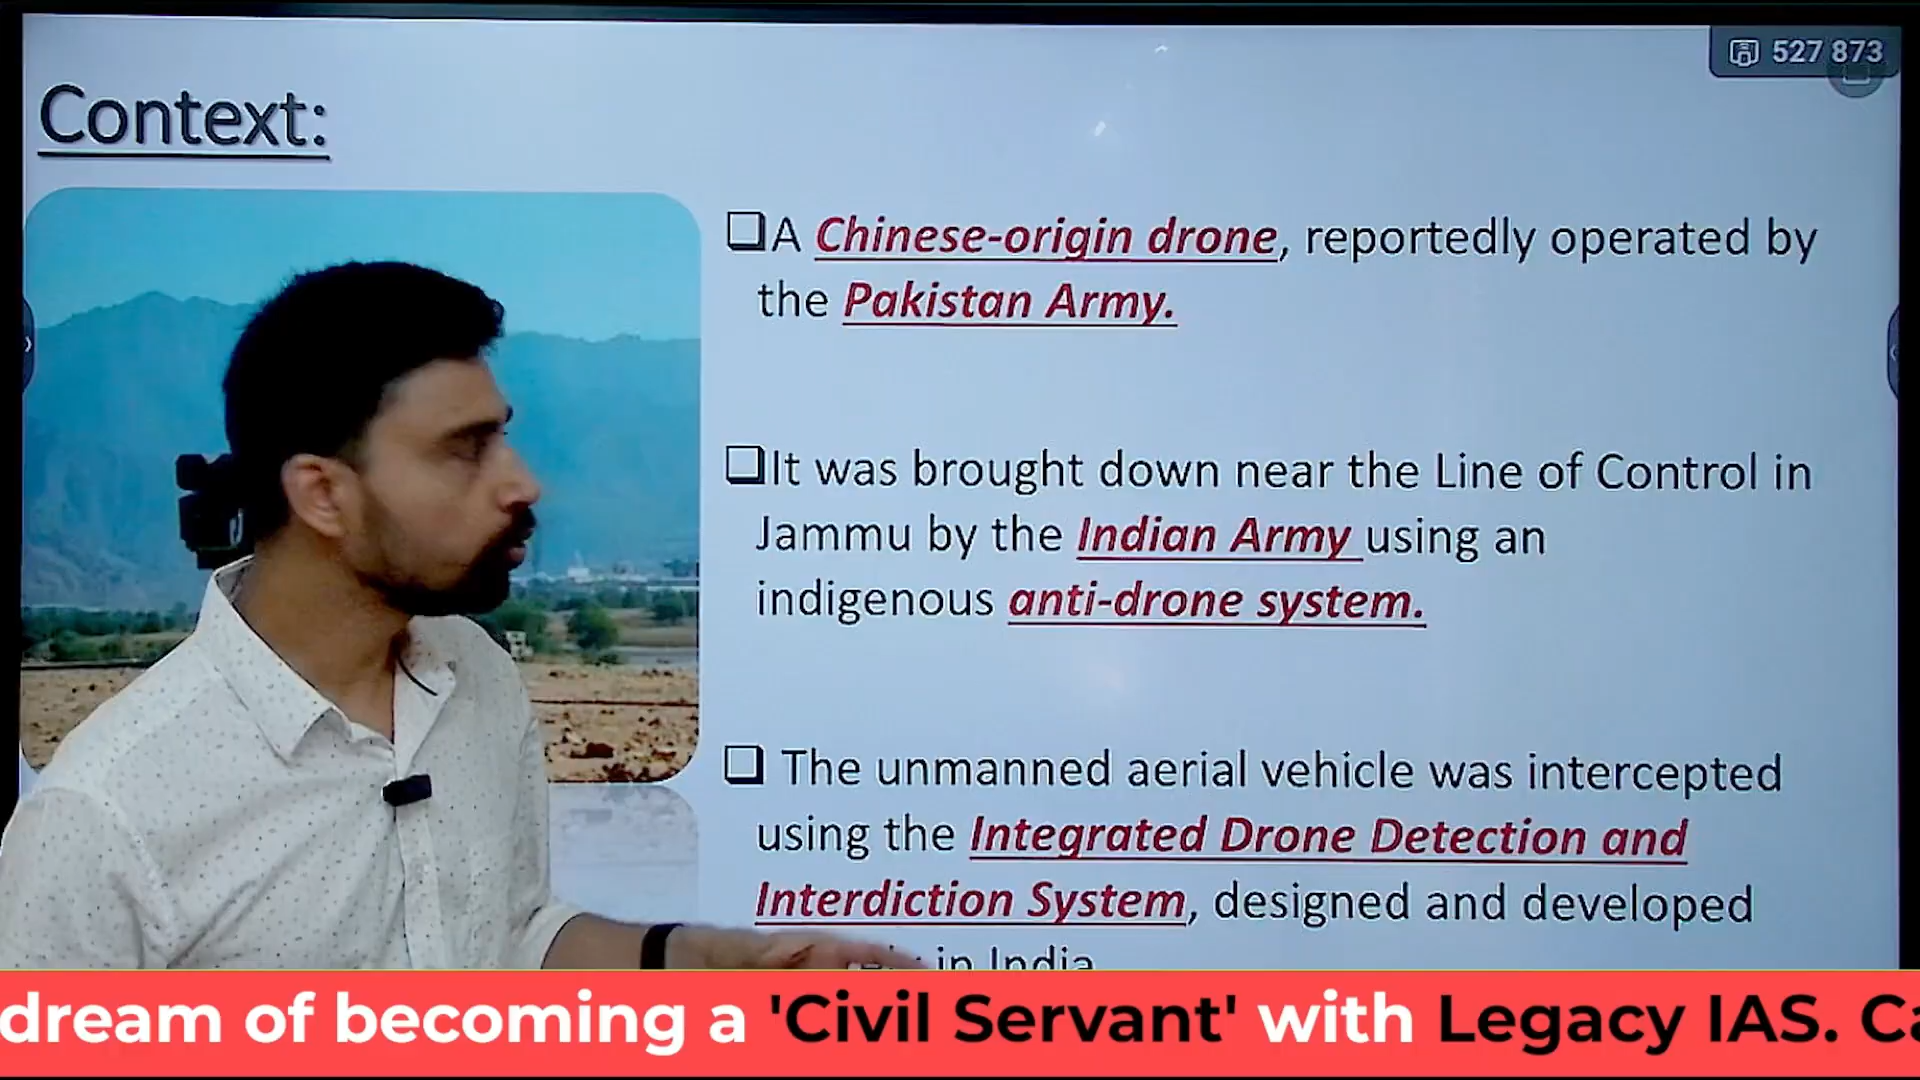 527 873
Context:
A Chinese-origin drone, reportedly operated by
the Pakistan Army.
It was brought down near the Line of Control in
Jammu by the Indian Army using an
indigenous anti-drone system.
The unmanned aerial vehicle was intercepted
using the Integrated Drone Detection and
Interdiction System, designed and developed
in India
dream of becoming a 'Civil Servant' with Legacy IAS.